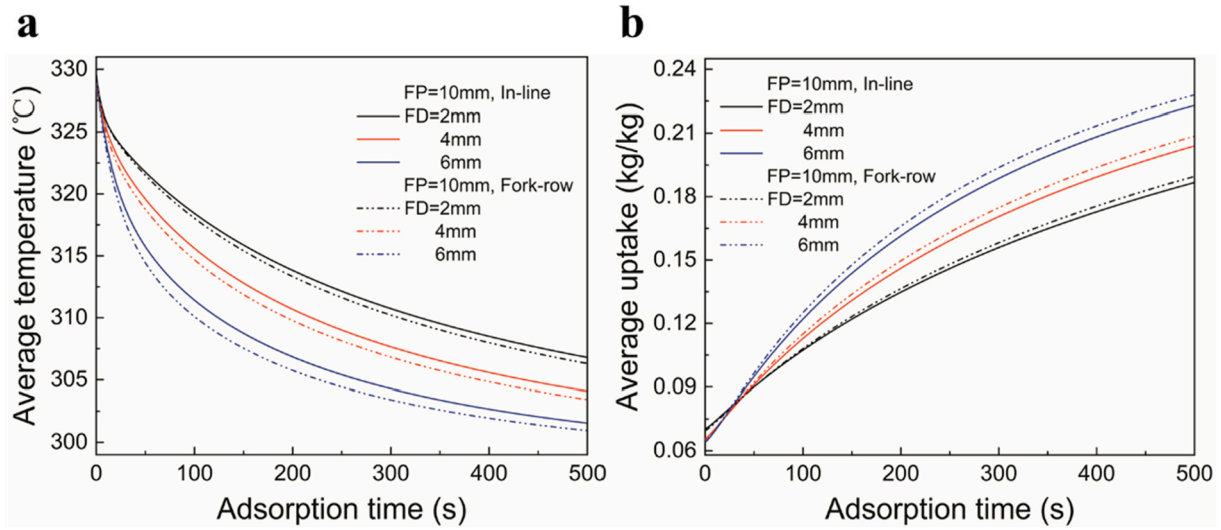 a
330
325
320
315
310
305
300
Average temperature (℃)
0
100
200
300
400
500
Adsorption time (s)
FP=10mm, In-line
FD=2mm
4mm
6mm
FP=10mm, Fork-row
FD=2mm
4mm
6mm
b
0.24
0.21
0.18
0.15
0.12
0.09
0.06
Average uptake (kg/kg)
0
100
200
300
400
500
Adsorption time (s)
FP=10mm, In-line
FD=2mm
4mm
6mm
FP=10mm, Fork-row
FD=2mm
4mm
6mm